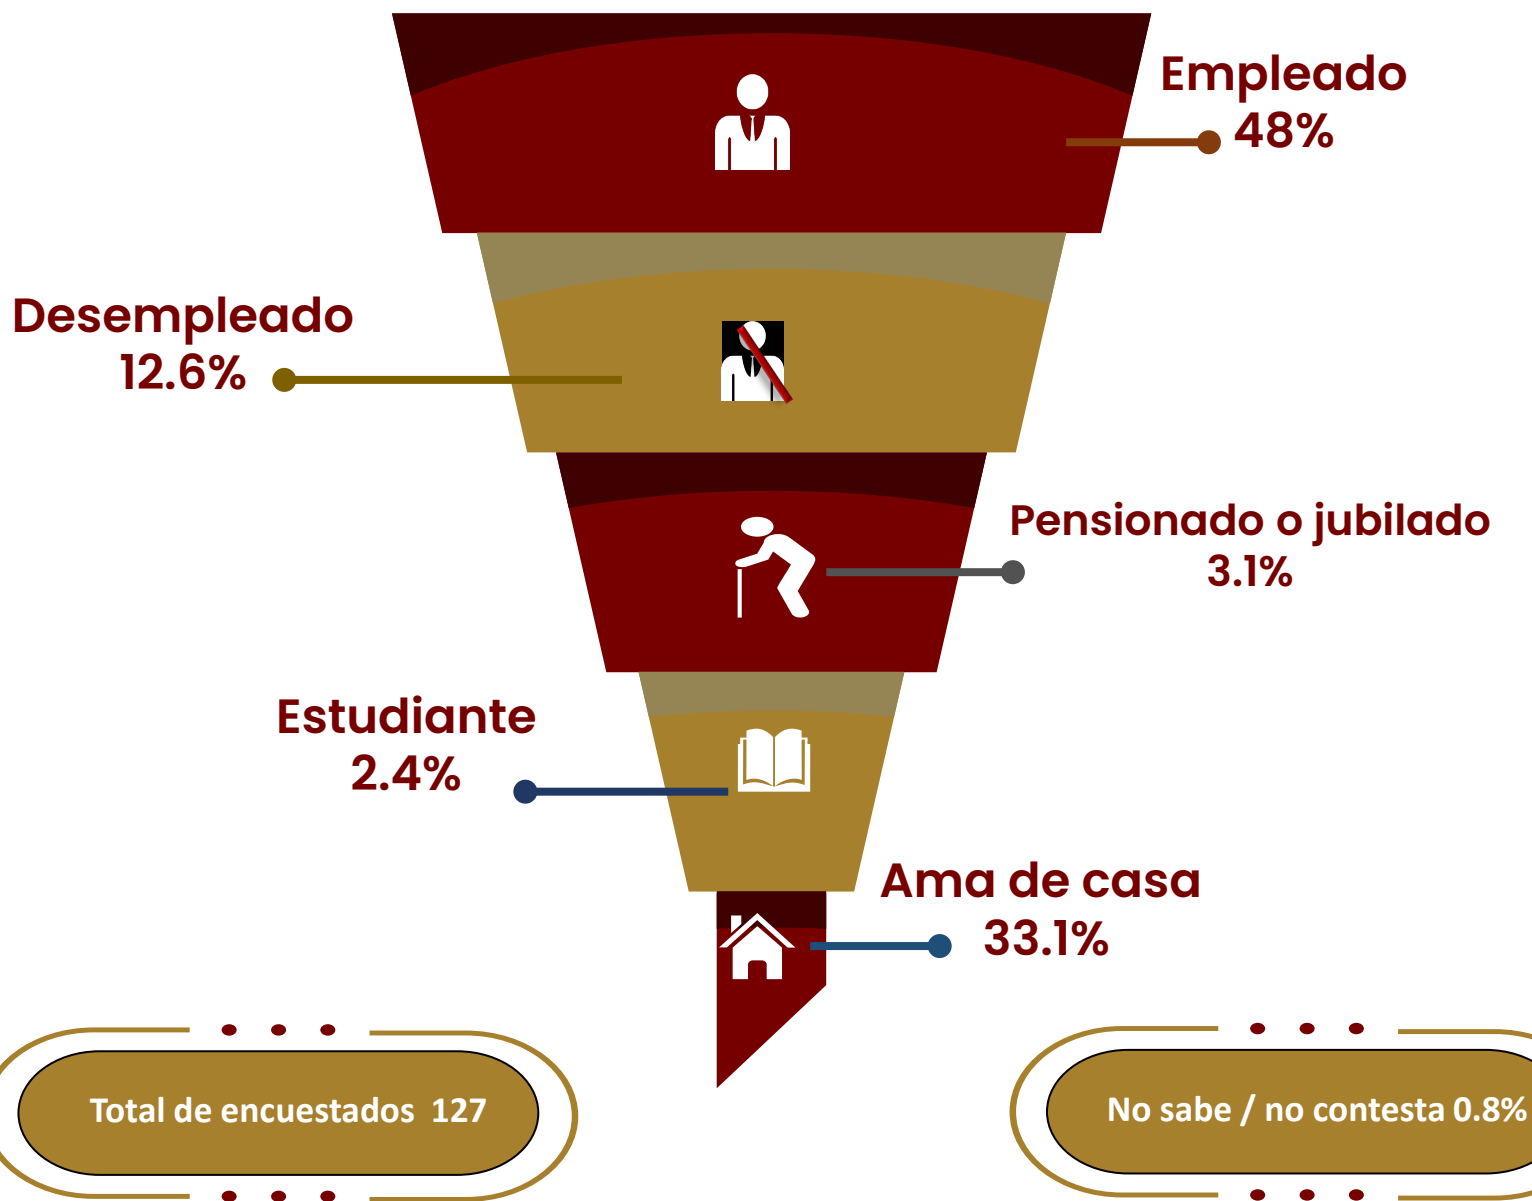 Empleado
48%
Desempleado
12.6%
Pensionado o jubilado
3.1%
Estudiante
2.4%
Ama de casa
33.1%
Total de encuestados 127
No sabe / no contesta 0.8%